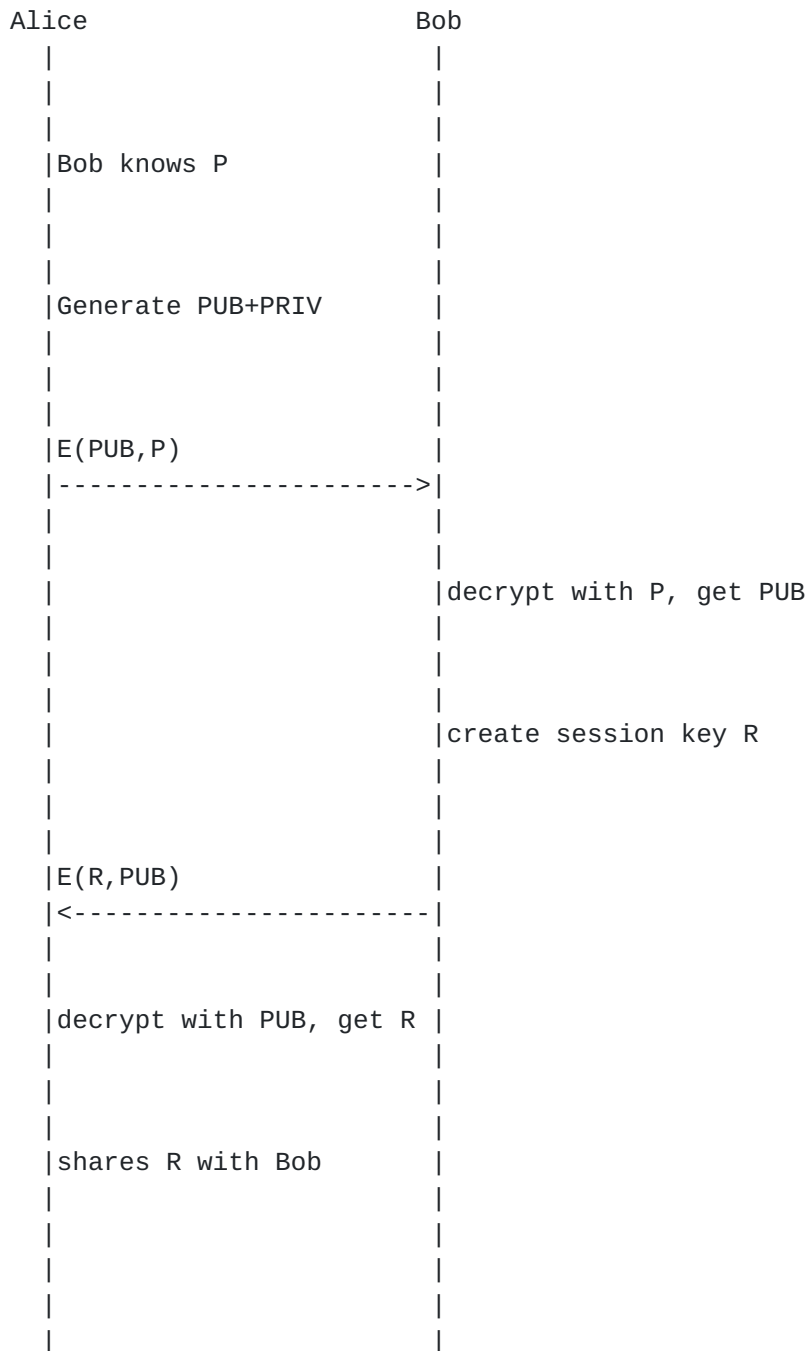 Alice Bob
Bob knows P
Generate PUB+PRIV
E(PUB,P)
decrypt with P, get PUB
create session key R
E(R,PUB)
decrypt with PUB, get R
shares R with Bob